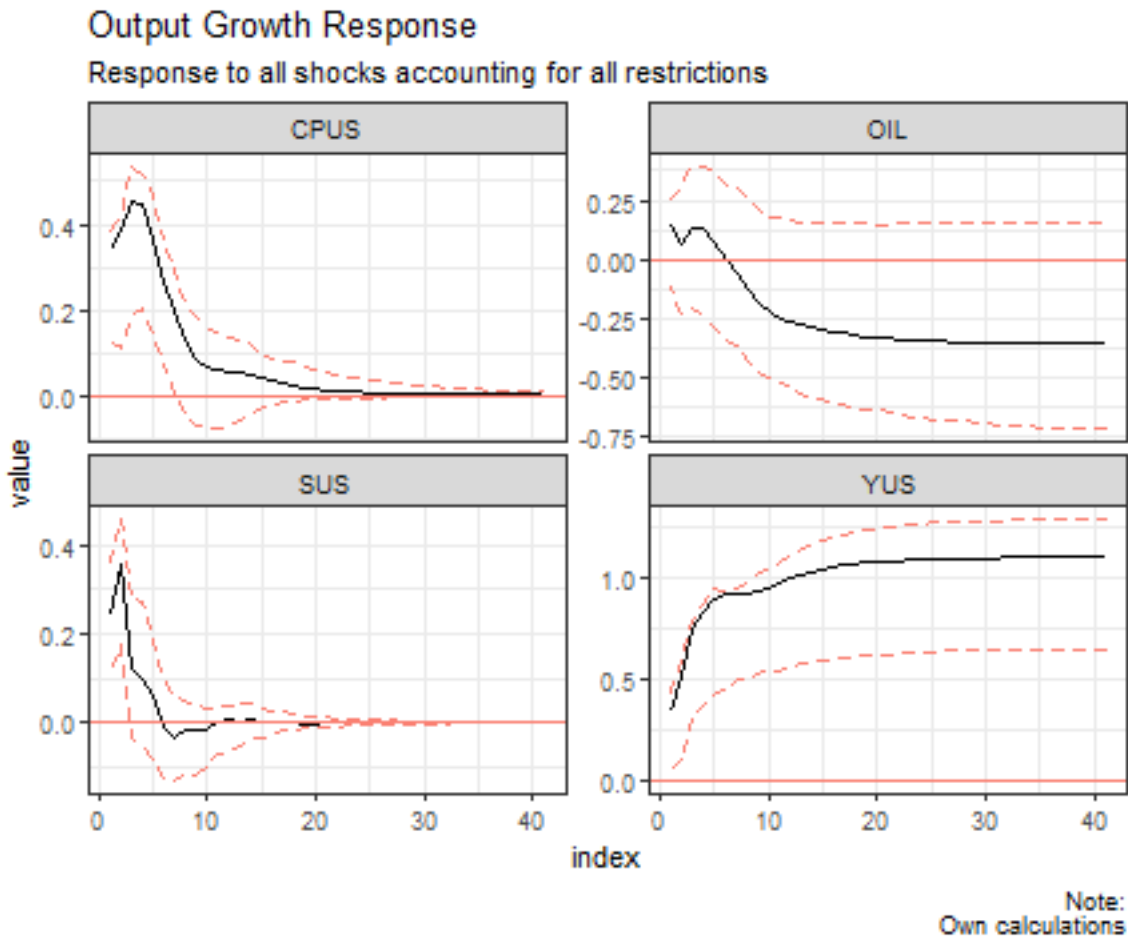 Output Growth Response
Response to all shocks accounting for all restrictions
CPUS
OIL
0.4
0.2
0.0
0.25
0.00
-0.25
-0.50
-0.75
value
SUS
YUS
0.4
0.2
0.0
1.0
0.5
0.0
0 10 20 30 40
0 10 20 30 40
index
Note:
Own calculations